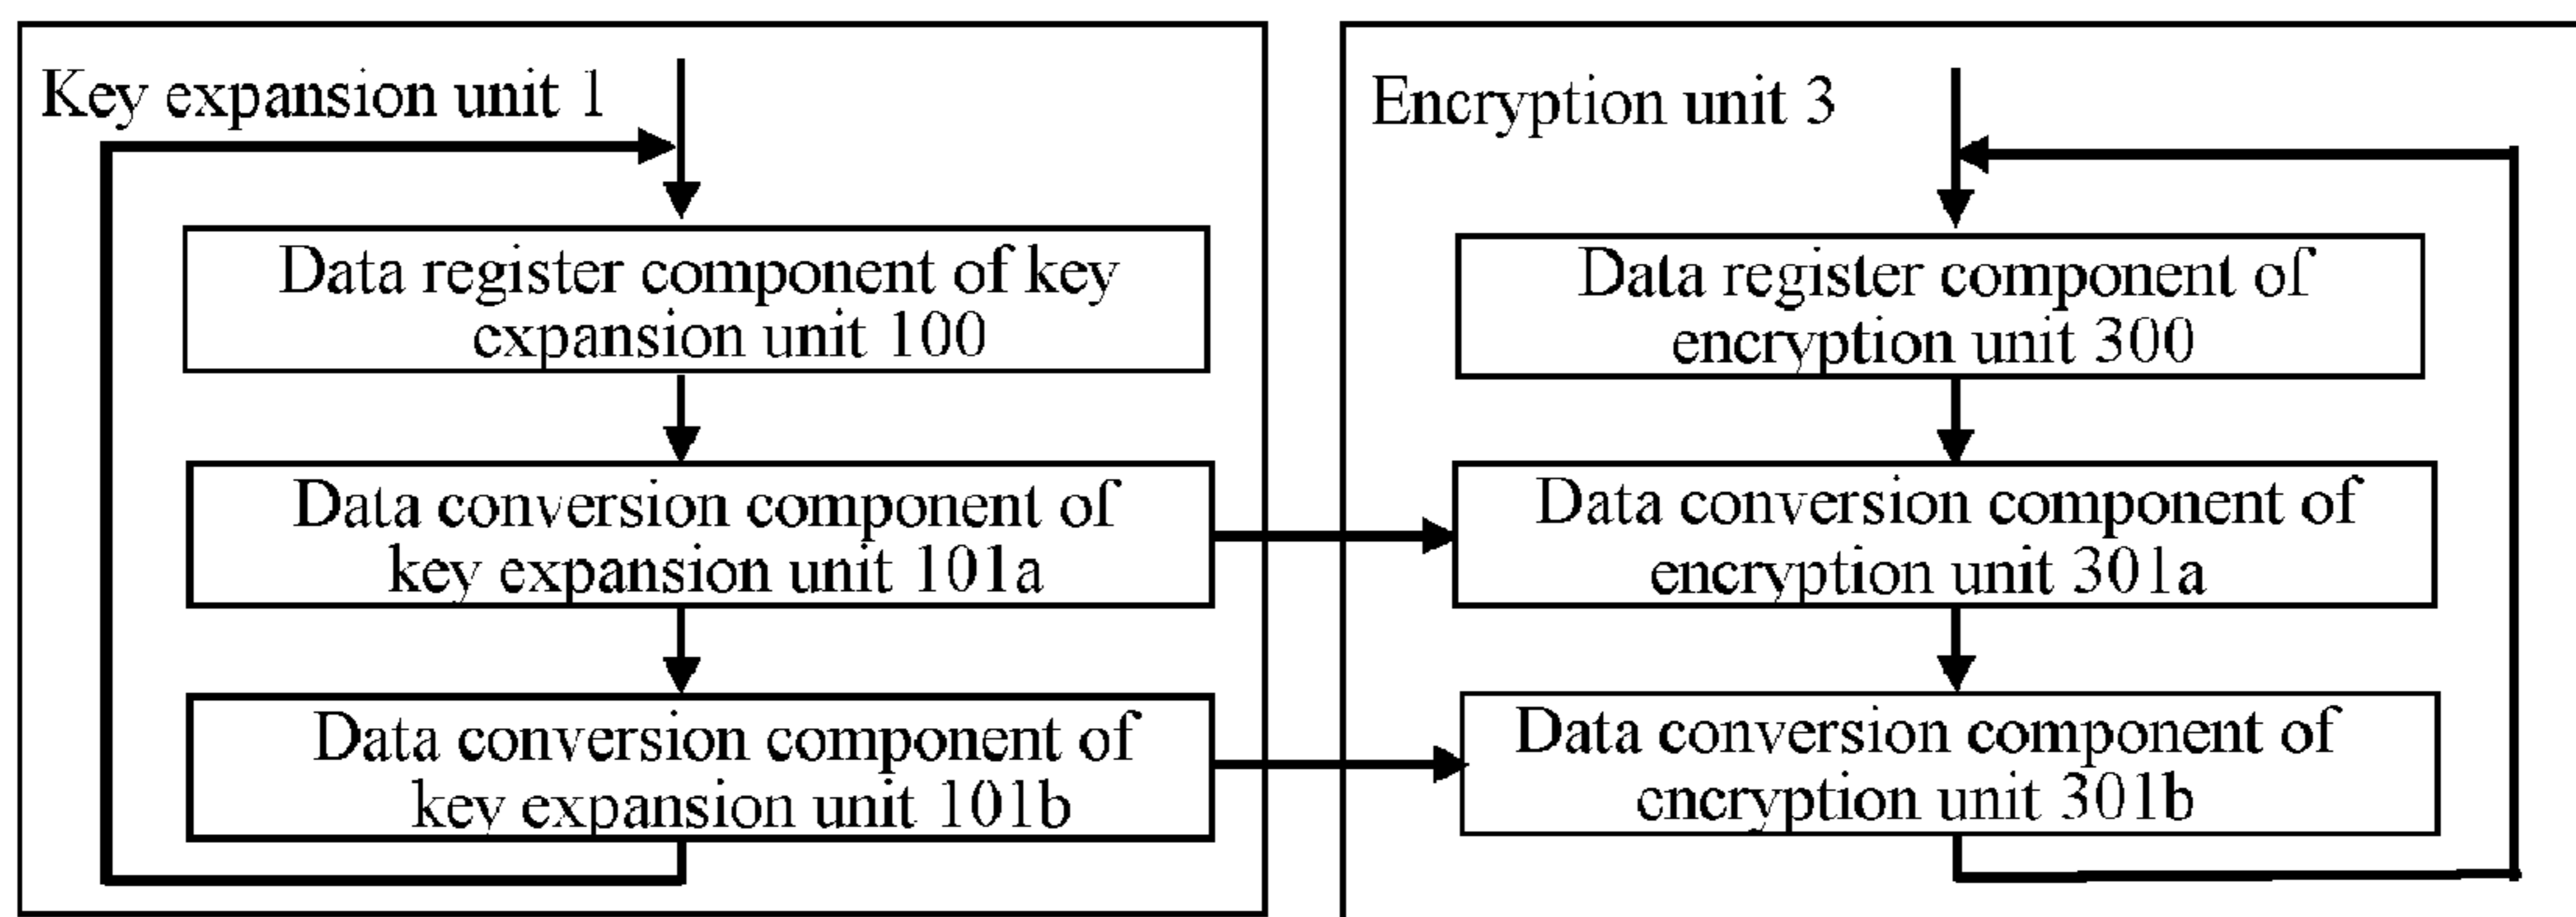 Key expansion unit 1
Data register component of key
expansion unit 100
Data conversion component of
key expansion unit 101a
Data conversion component of
key expansion unit 101b
Encryption unit 3
Data register component of
encryption unit 300
Data conversion component of
encryption unit 301a
Data conversion component of
encryption unit 301b